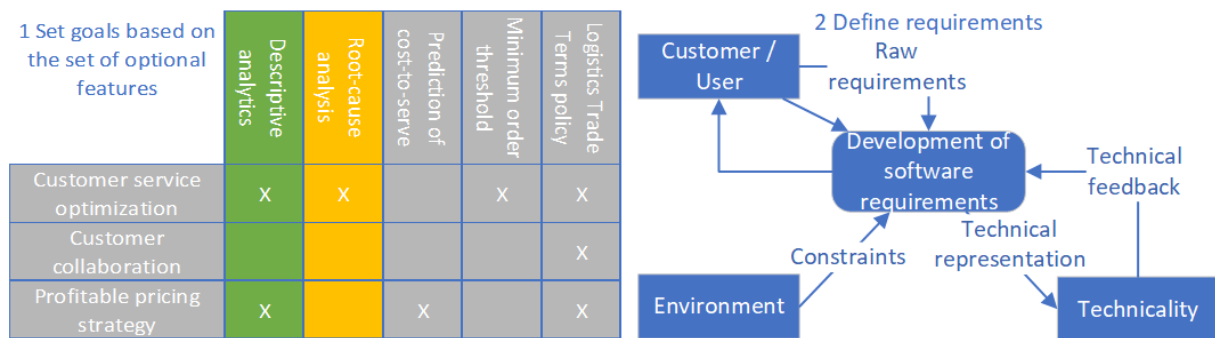 1 Set goals based on
the set of optional
features
Descriptive
analytics
Root-cause
analysis
Prediction of
cost-to-serve
Minimum order
threshold
Logistics Trade
Terms policy
Customer service
optimization
X
X
X
X
Customer
collaboration
X
Profitable pricing
strategy
X
X
X
2 Define requirements
Raw
requirements
Customer /
User
Development of
software
requirements
Technical
feedback
Constraints
Technical
representation
Environment
Technicality